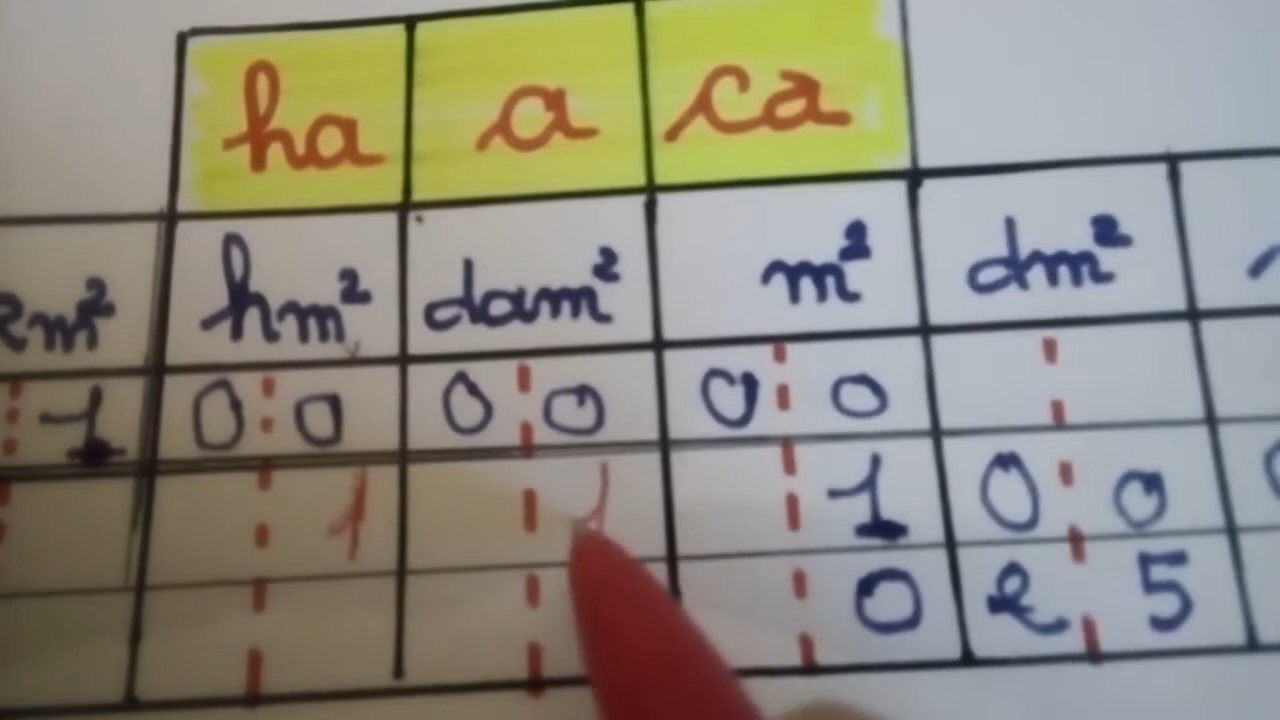 ha a ca
km² hm² dam² m² dm²
1 0 0 0 0 0 0
1 1 1 0 0
0 2 5